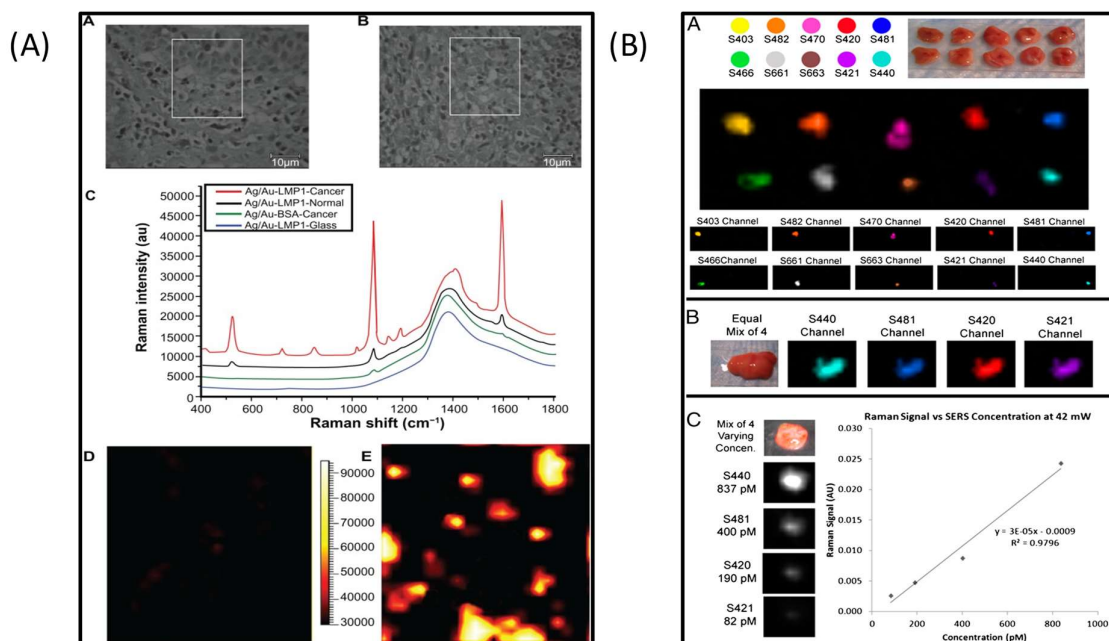 (A)
A
B
10μm
10μm
C
Ag/Au-LMP1-Cancer
Ag/Au-LMP1-Normal
Ag/Au-BSA-Cancer
Ag/Au-LMP1-Glass
Raman intensity (au)
50000
45000
40000
35000
30000
25000
20000
15000
10000
5000
0
400 600 800 1000 1200 1400 1600 1800
Raman shift (cm⁻¹)
D
E
90000
80000
70000
60000
50000
40000
30000
(B)
A
S403 S482 S470 S420 S481
S466 S661 S663 S421 S440
S403 Channel S482 Channel S470 Channel S420 Channel S481 Channel
S466Channel S661 Channel S663 Channel S421 Channel S440 Channel
B
Equal
Mix of 4
S440
Channel
S481
Channel
S420
Channel
S421
Channel
C
Mix of 4
Varying
Concen.
S440
837 pM
S481
400 pM
S420
190 pM
S421
82 pM
Raman Signal vs SERS Concentration at 42 mW
Raman Signal (AU)
0.030
0.025
0.020
0.015
0.010
0.005
0.000
y = 3E-05x - 0.0009
R² = 0.9796
0 200 400 600 800 1000
Concentration (pM)